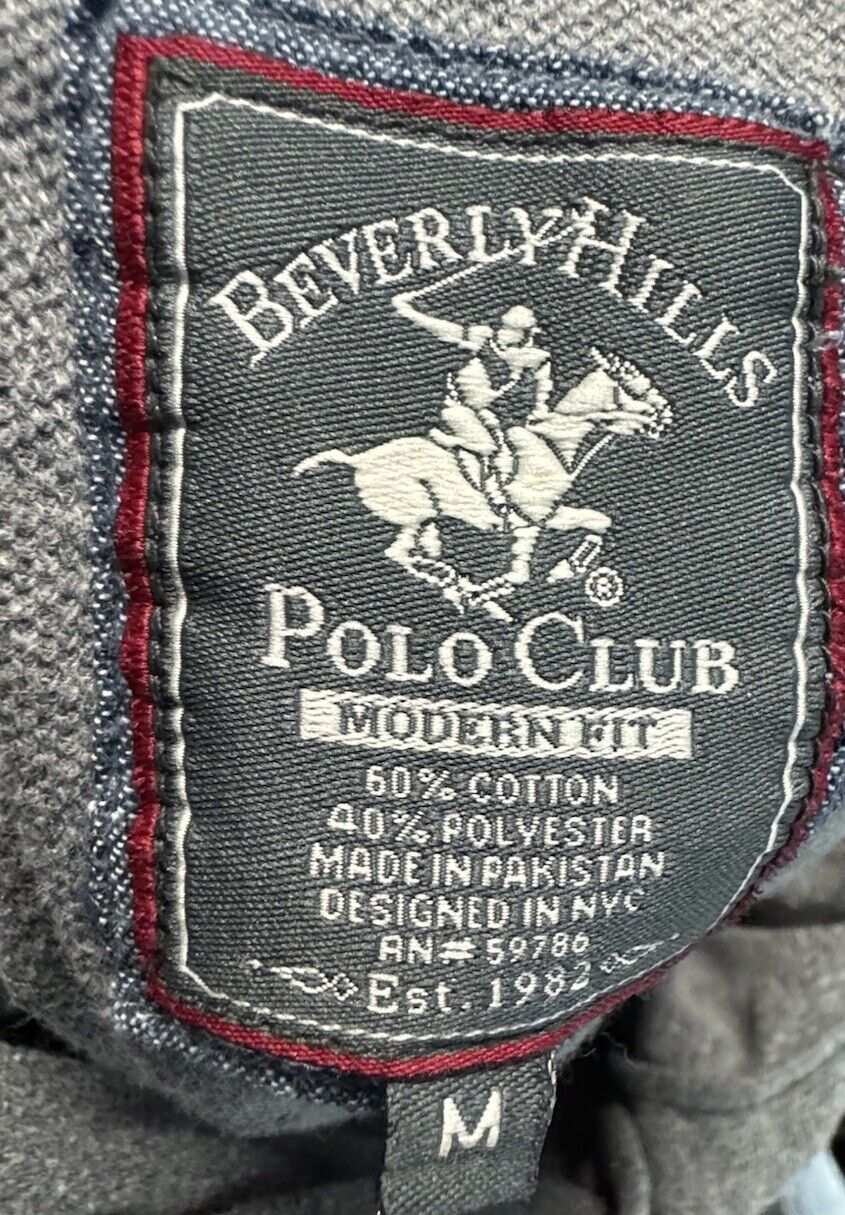 BEVERLY HILLS
®
POLO CLUB
MODERN FIT
60% COTTON
40% POLYESTER
MADE IN PAKISTAN
DESIGNED IN NYC
AN# 59786
Est. 1982
M